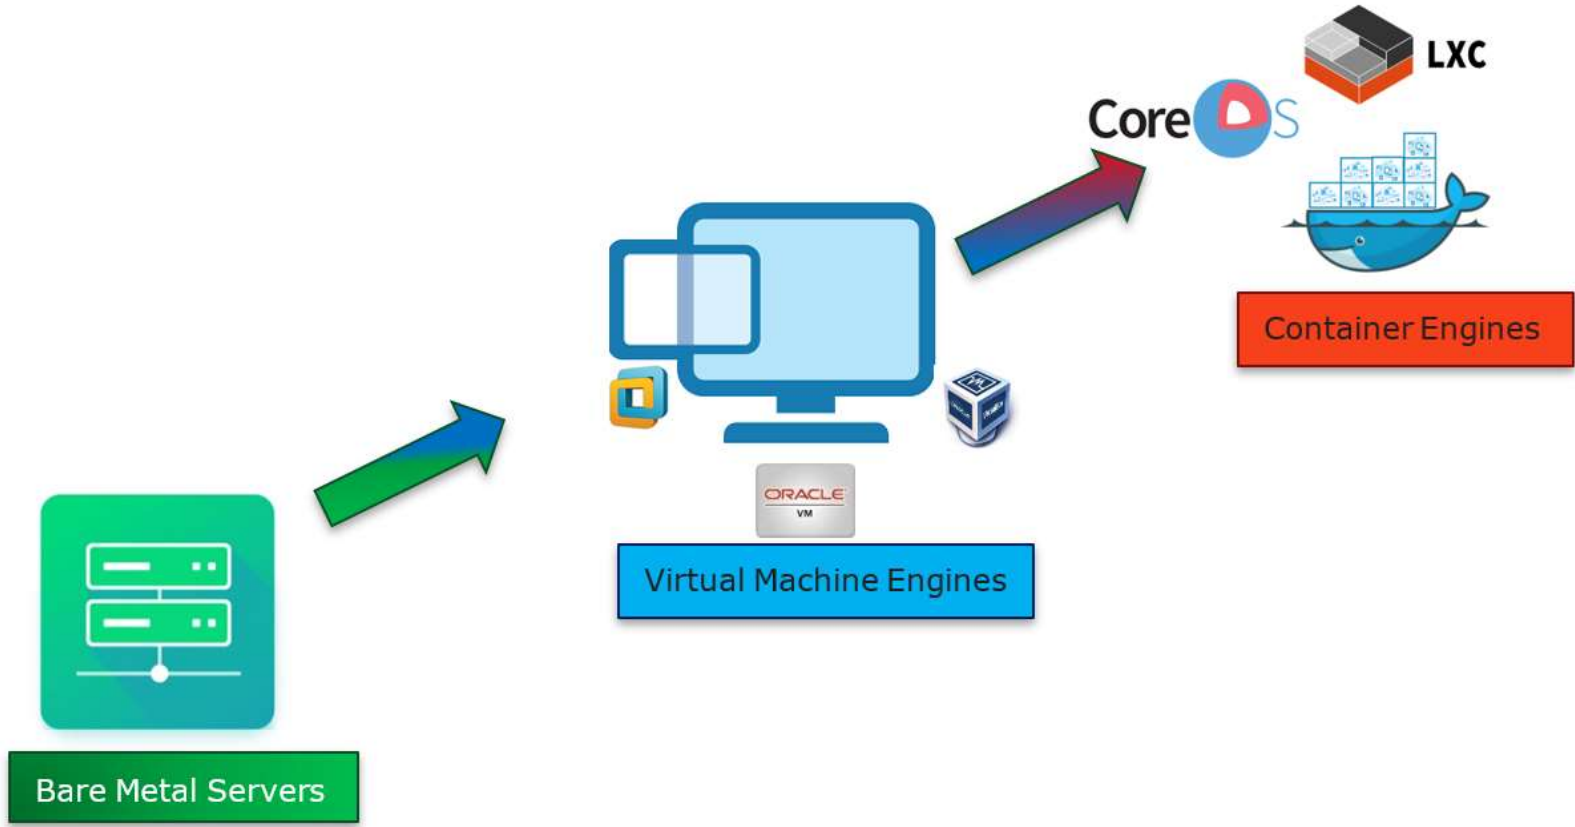 LXC
CoreOS
Container Engines
ORACLE
VM
Virtual Machine Engines
Bare Metal Servers